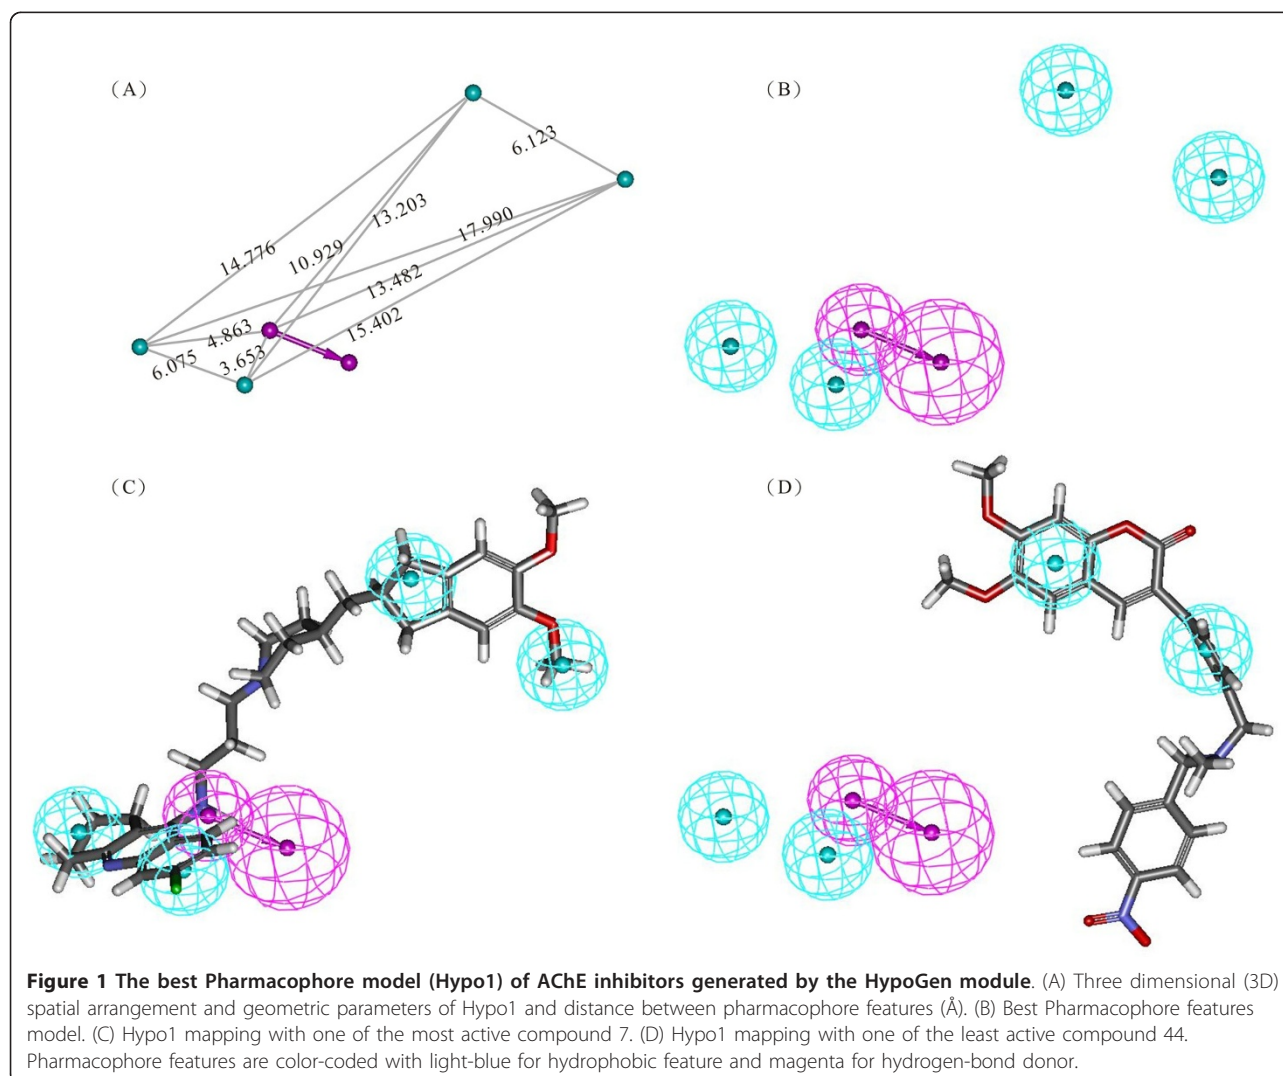 (A)
6.123
13.203
17.990
14.776
10.929
13.482
15.402
4.863
6.075
3.653
(B)
(C)
(D)
Figure 1 The best Pharmacophore model (Hypo1) of AChE inhibitors generated by the HypoGen module. (A) Three dimensional (3D)
spatial arrangement and geometric parameters of Hypo1 and distance between pharmacophore features (Å). (B) Best Pharmacophore features
model. (C) Hypo1 mapping with one of the most active compound 7. (D) Hypo1 mapping with one of the least active compound 44.
Pharmacophore features are color-coded with light-blue for hydrophobic feature and magenta for hydrogen-bond donor.